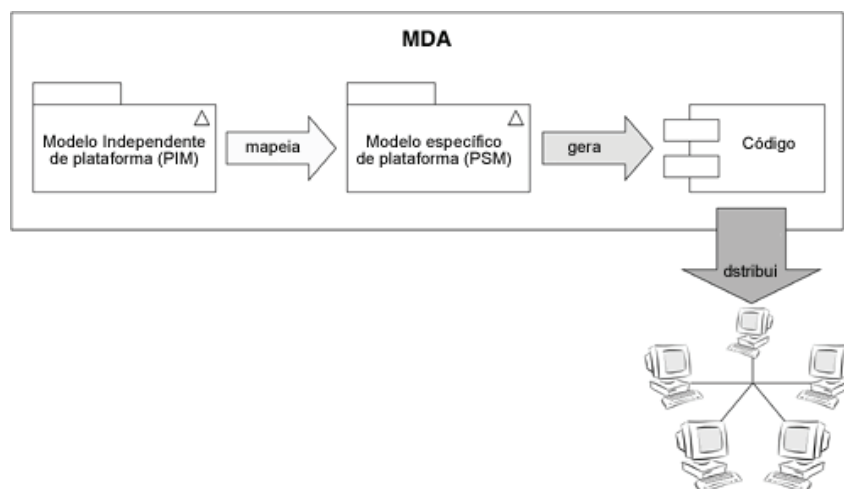 MDA
Modelo Independente
de plataforma (PIM)
mapeia
Modelo específico
de plataforma (PSM)
gera
Código
dstribui